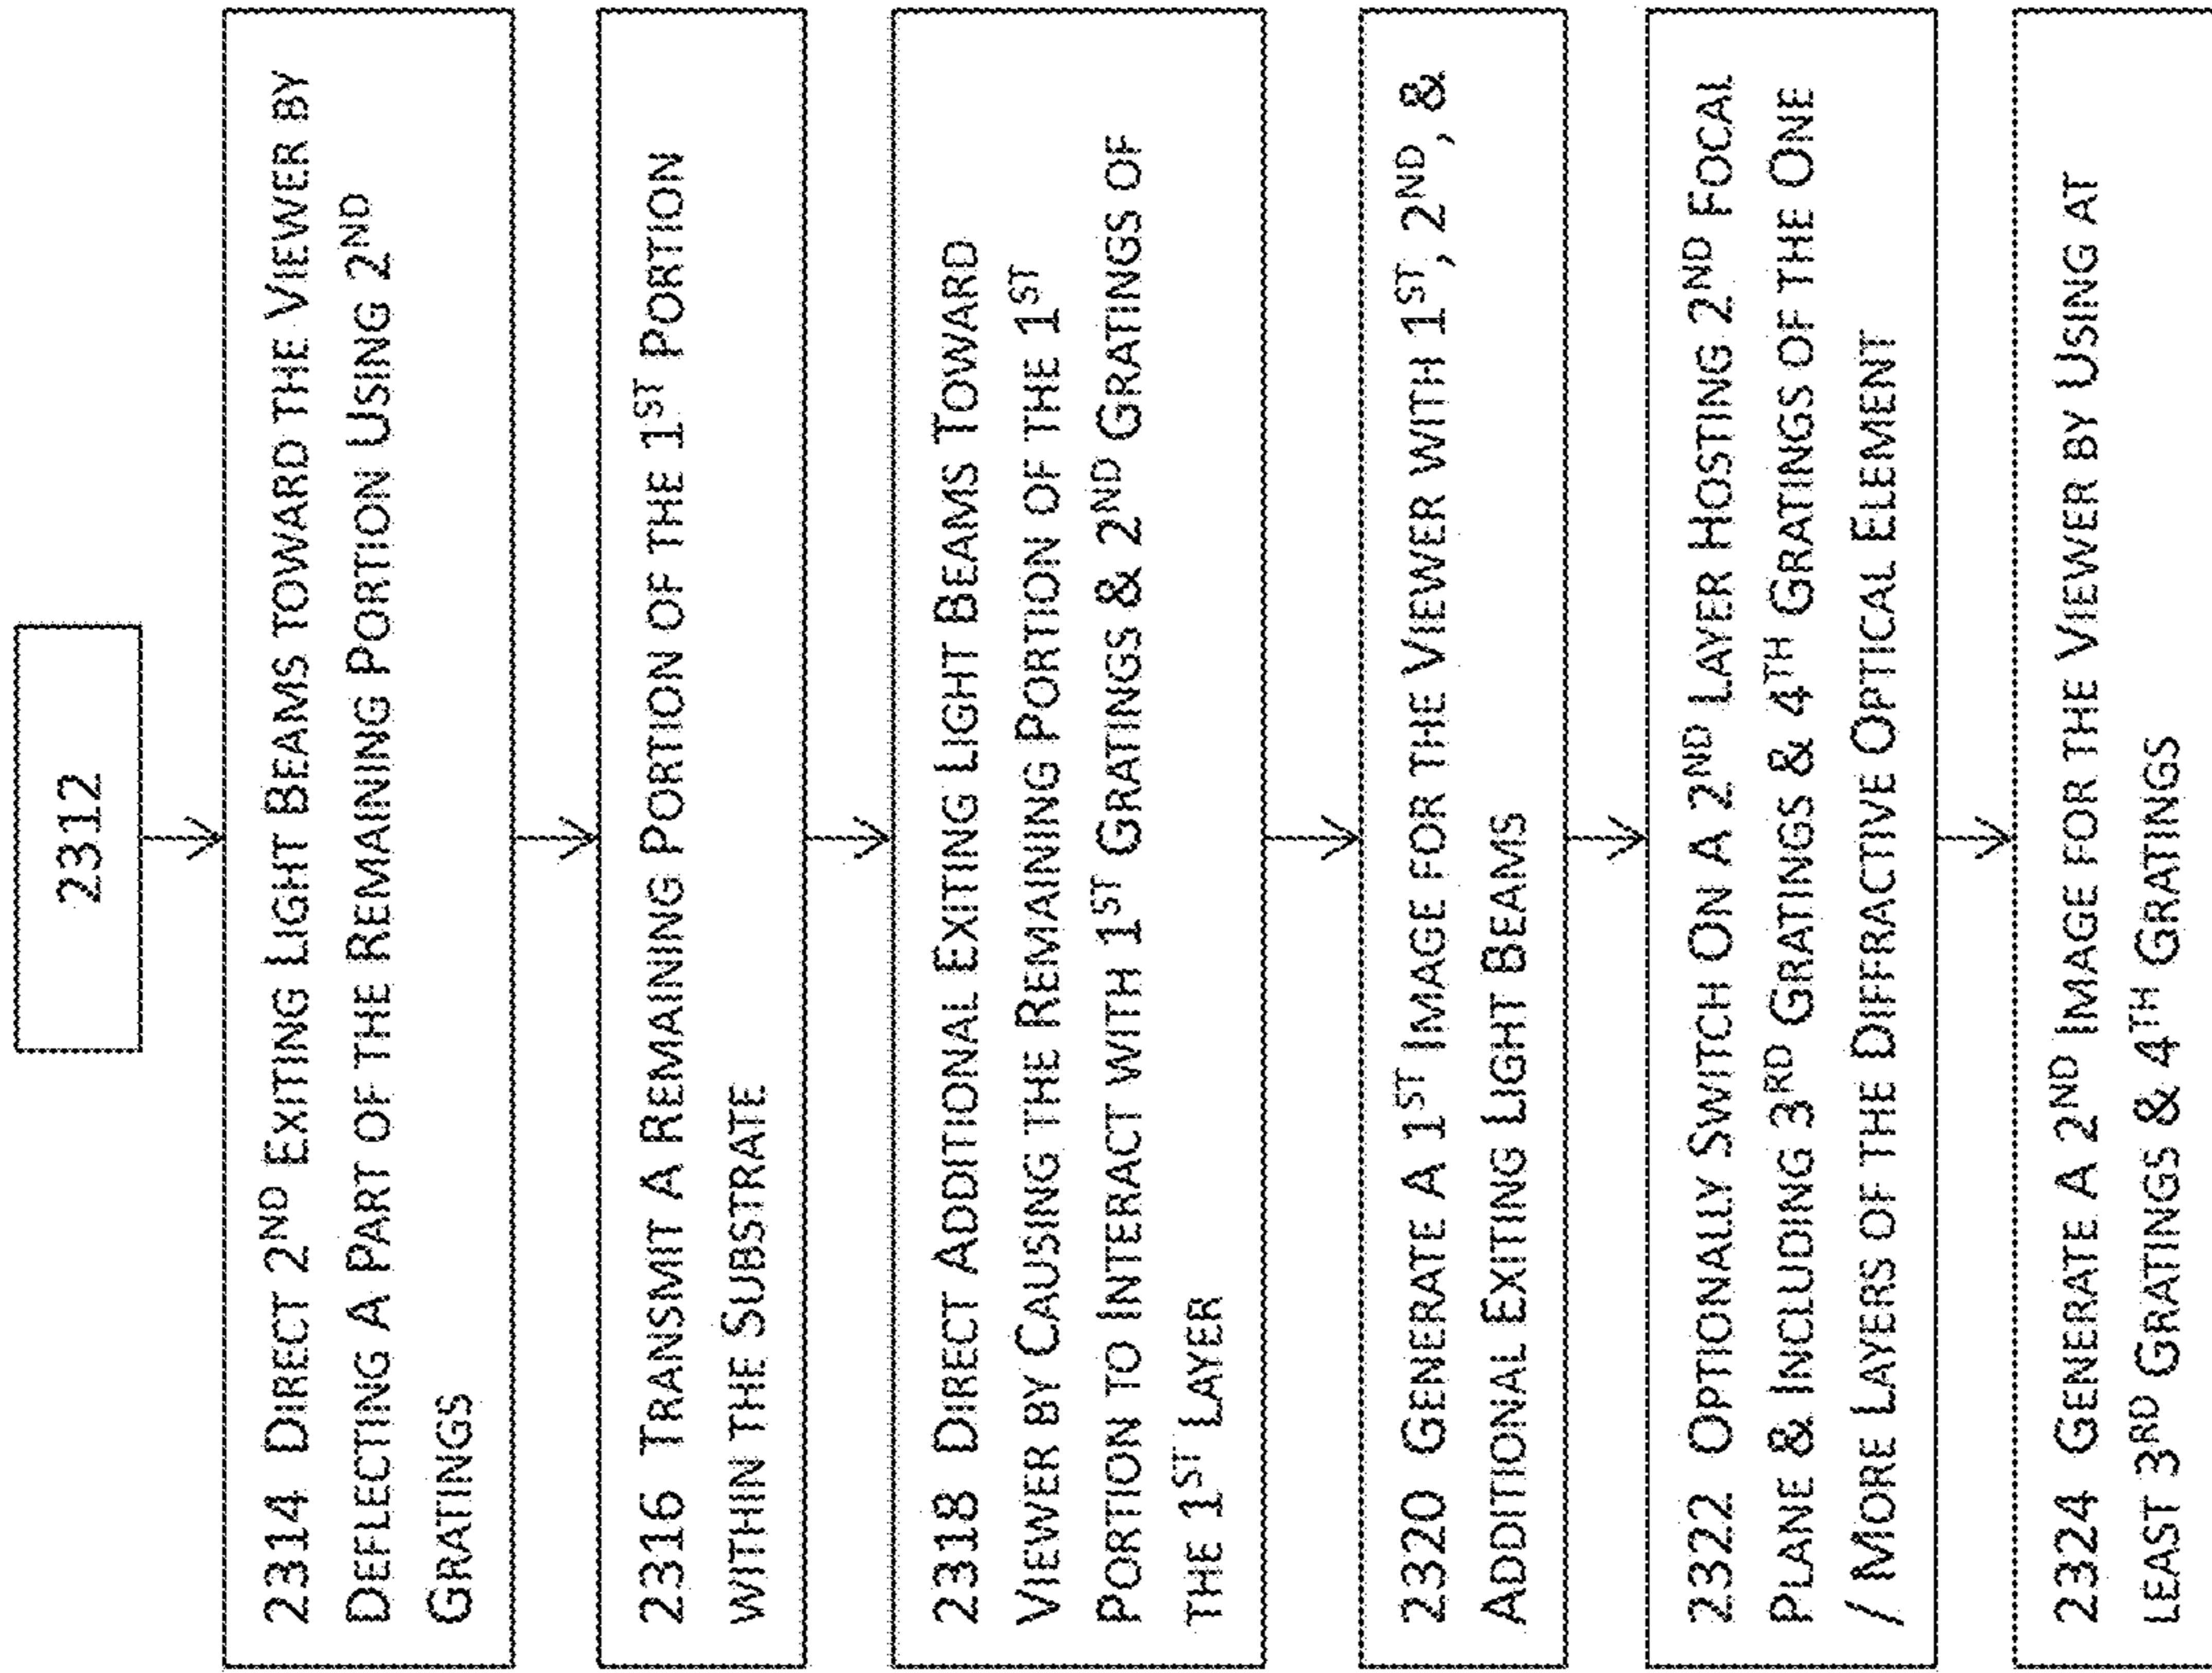 2312
2314 DIRECT 2ND EXITING LIGHT BEAMS TOWARD THE VIEWER BY
DEFLECTING A PART OF THE REMAINING PORTION USING 2ND
GRATINGS
2316 TRANSMIT A REMAINING PORTION OF THE 1ST PORTION
WITHIN THE SUBSTRATE
2318 DIRECT ADDITIONAL EXITING LIGHT BEAMS TOWARD
VIEWER BY CAUSING THE REMAINING PORTION OF THE 1ST
PORTION TO INTERACT WITH 1ST GRATINGS & 2ND GRATINGS OF
THE 1ST LAYER
2320 GENERATE A 1ST IMAGE FOR THE VIEWER WITH 1ST, 2ND, &
ADDITIONAL EXITING LIGHT BEAMS
2322 OPTIONALLY SWITCH ON A 2ND LAYER HOSTING 2ND FOCAL
PLANE & INCLUDING 3RD GRATINGS & 4TH GRATINGS OF THE ONE
/ MORE LAYERS OF THE DIFFRACTIVE OPTICAL ELEMENT
2324 GENERATE A 2ND IMAGE FOR THE VIEWER BY USING AT
LEAST 3RD GRATINGS & 4TH GRATINGS